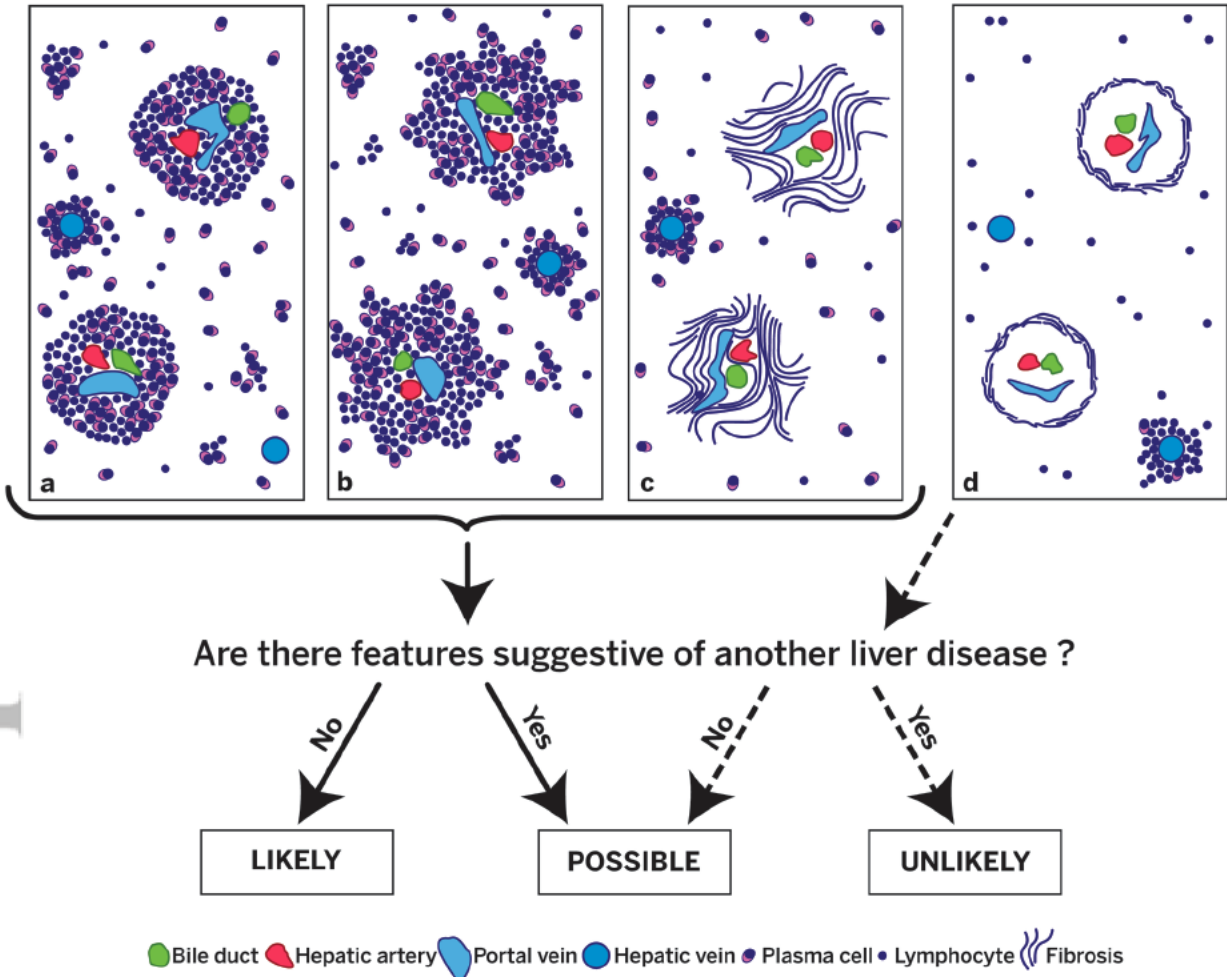 a
b
c
d
Are there features suggestive of another liver disease ?
No
Yes
No
Yes
LIKELY
POSSIBLE
UNLIKELY
Bile duct Hepatic artery Portal vein Hepatic vein Plasma cell Lymphocyte Fibrosis